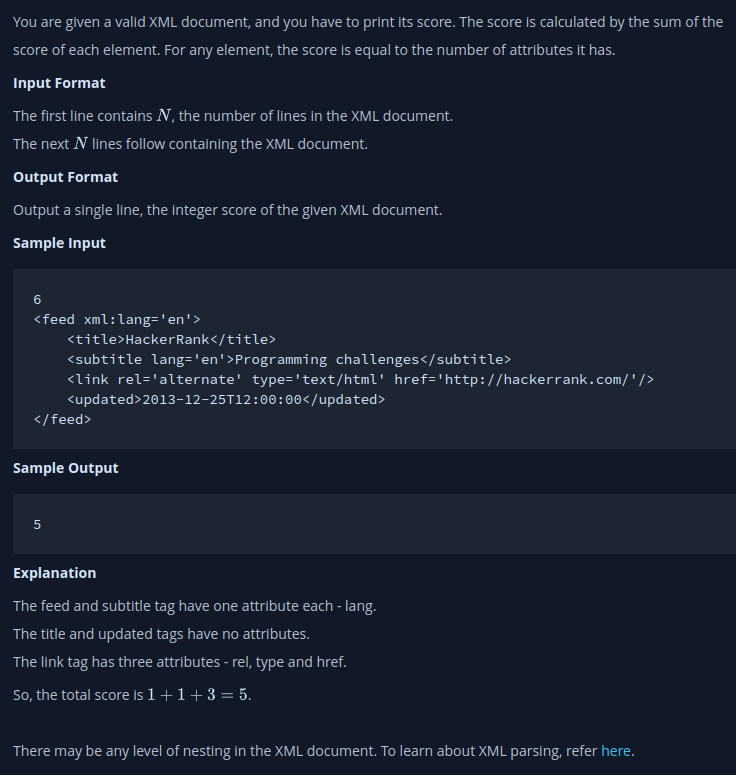 You are given a valid XML document, and you have to print its score. The score is calculated by the sum of the
score of each element. For any element, the score is equal to the number of attributes it has.
Input Format
The first line contains N, the number of lines in the XML document.
The next N lines follow containing the XML document.
Output Format
Output a single line, the integer score of the given XML document.
Sample Input
6
<feed xml:lang='en'>
    <title>HackerRank</title>
    <subtitle lang='en'>Programming challenges</subtitle>
    <link rel='alternate' type='text/html' href='http://hackerrank.com/'/>
    <updated>2013-12-25T12:00:00</updated>
</feed>
Sample Output
5
Explanation
The feed and subtitle tag have one attribute each - lang.
The title and updated tags have no attributes.
The link tag has three attributes - rel, type and href.
So, the total score is 1 + 1 + 3 = 5.
There may be any level of nesting in the XML document. To learn about XML parsing, refer here.